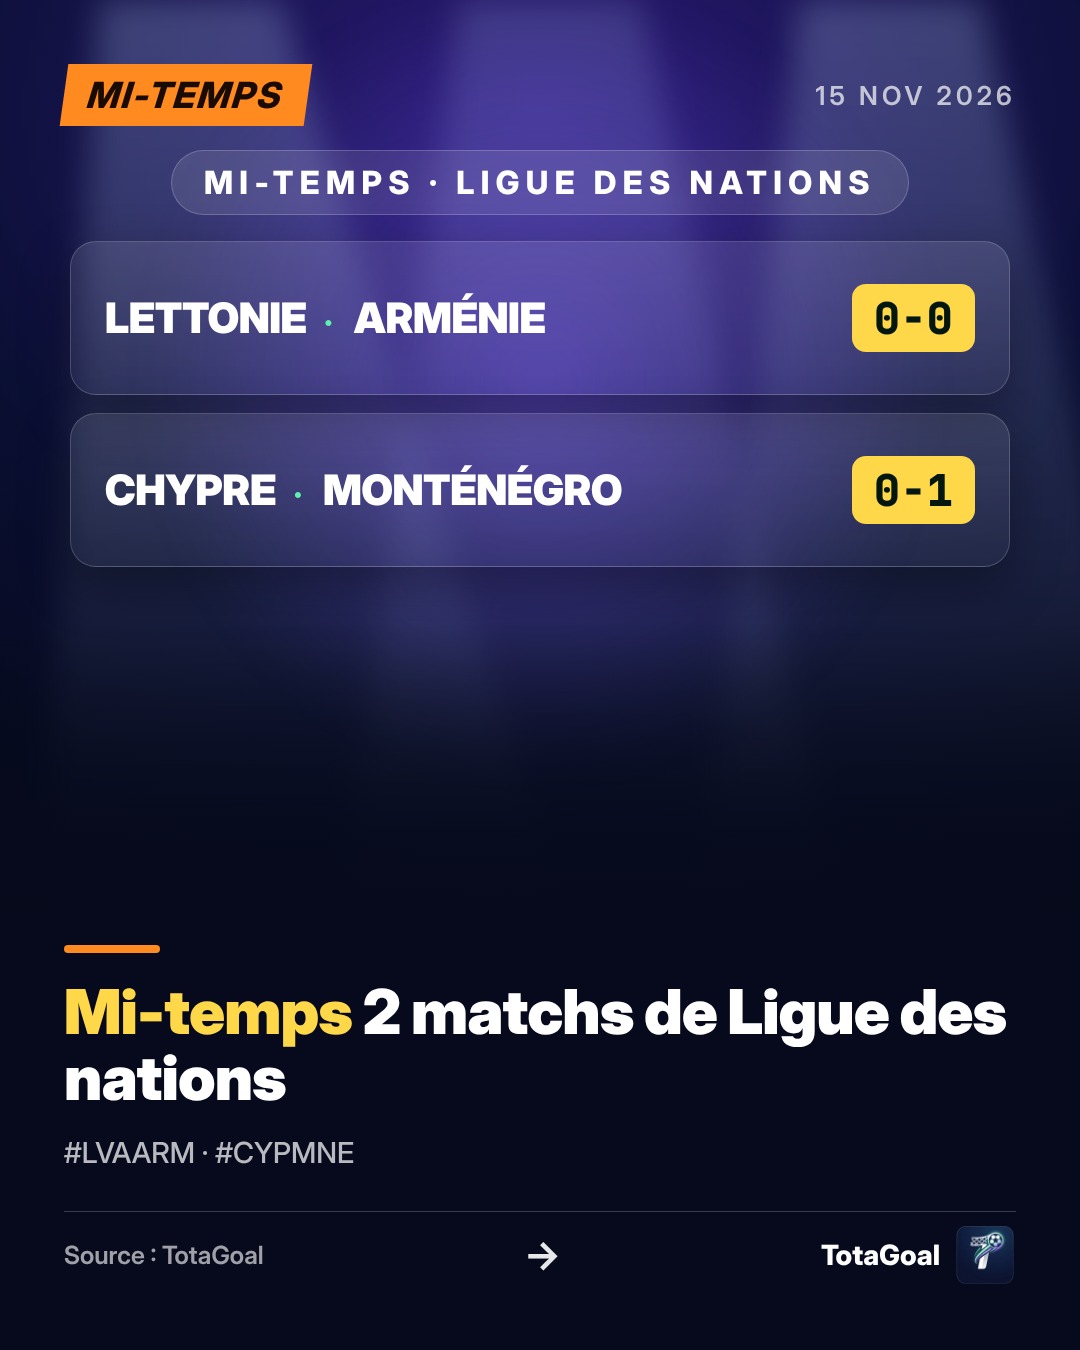 MI-TEMPS
15 NOV 2026
MI-TEMPS · LIGUE DES NATIONS
LETTONIE · ARMÉNIE 0-0
CHYPRE · MONTÉNÉGRO 0-1
Mi-temps 2 matchs de Ligue des
nations
#LVAARM · #CYPMNE
Source : TotaGoal → TotaGoal